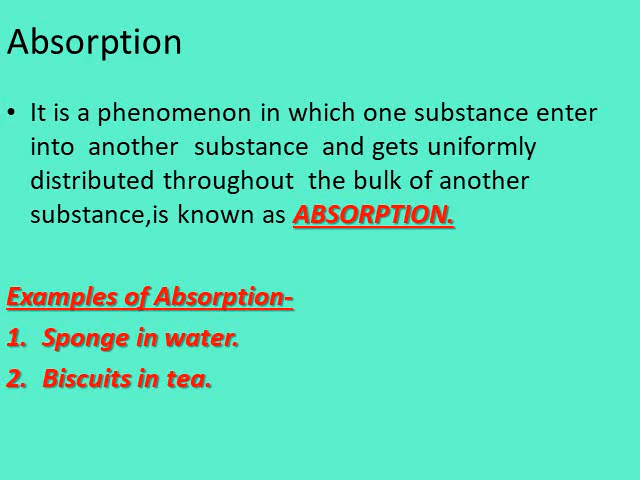 Absorption
• It is a phenomenon in which one substance enter
into another substance and gets uniformly
distributed throughout the bulk of another
substance,is known as ABSORPTION.
Examples of Absorption-
1. Sponge in water.
2. Biscuits in tea.